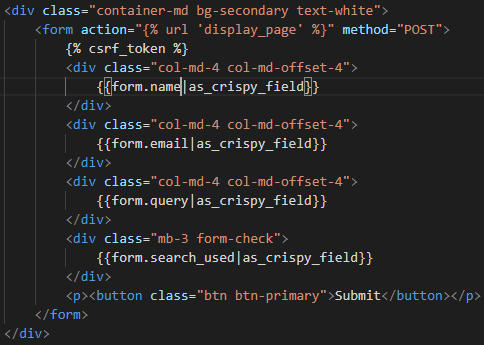 <div class="container-md bg-secondary text-white">
<form action="{% url 'display_page' %}" method="POST">
{% csrf_token %}
<div class="col-md-4 col-md-offset-4">
{{form.name|as_crispy_field}}
</div>
<div class="col-md-4 col-md-offset-4">
{{form.email|as_crispy_field}}
</div>
<div class="col-md-4 col-md-offset-4">
{{form.query|as_crispy_field}}
</div>
<div class="mb-3 form-check">
{{form.search_used|as_crispy_field}}
</div>
<p><button class="btn btn-primary">Submit</button></p>
</form>
</div>